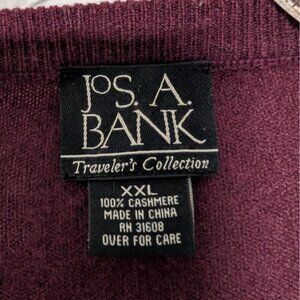 JOS. A.
BANK
Traveler's Collection
XXL
100% CASHMERE
MADE IN CHINA
RN 31608
OVER FOR CARE